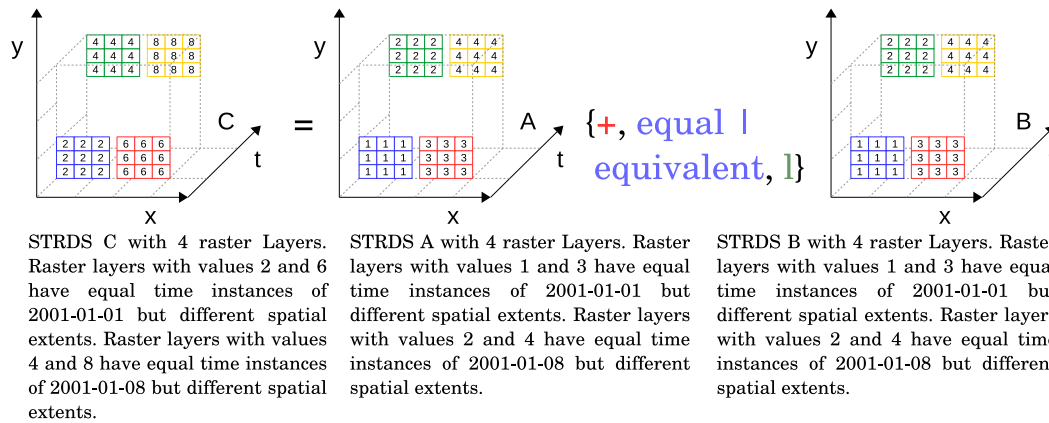 y
4 4 4 8 8 8
4 4 4 8 8 8
4 4 4 8 8 8
C
2 2 2 6 6 6
2 2 2 6 6 6
2 2 2 6 6 6
t
x
=
y
2 2 2 4 4 4
2 2 2 4 4 4
2 2 2 4 4 4
A
1 1 1 3 3 3
1 1 1 3 3 3
1 1 1 3 3 3
t
x
{+, equal |
equivalent, l}
y
2 2 2 4 4 4
2 2 2 4 4 4
2 2 2 4 4 4
B
1 1 1 3 3 3
1 1 1 3 3 3
1 1 1 3 3 3
x
STRDS C with 4 raster Layers.
Raster layers with values 2 and 6
have equal time instances of
2001-01-01 but different spatial
extents. Raster layers with values
4 and 8 have equal time instances
of 2001-01-08 but different spatial
extents.
STRDS A with 4 raster Layers. Raster
layers with values 1 and 3 have equal
time instances of 2001-01-01 but
different spatial extents. Raster layers
with values 2 and 4 have equal time
instances of 2001-01-08 but different
spatial extents.
STRDS B with 4 raster Layers. Raste
layers with values 1 and 3 have equa
time instances of 2001-01-01 bu
different spatial extents. Raster layer
with values 2 and 4 have equal tim
instances of 2001-01-08 but differen
spatial extents.